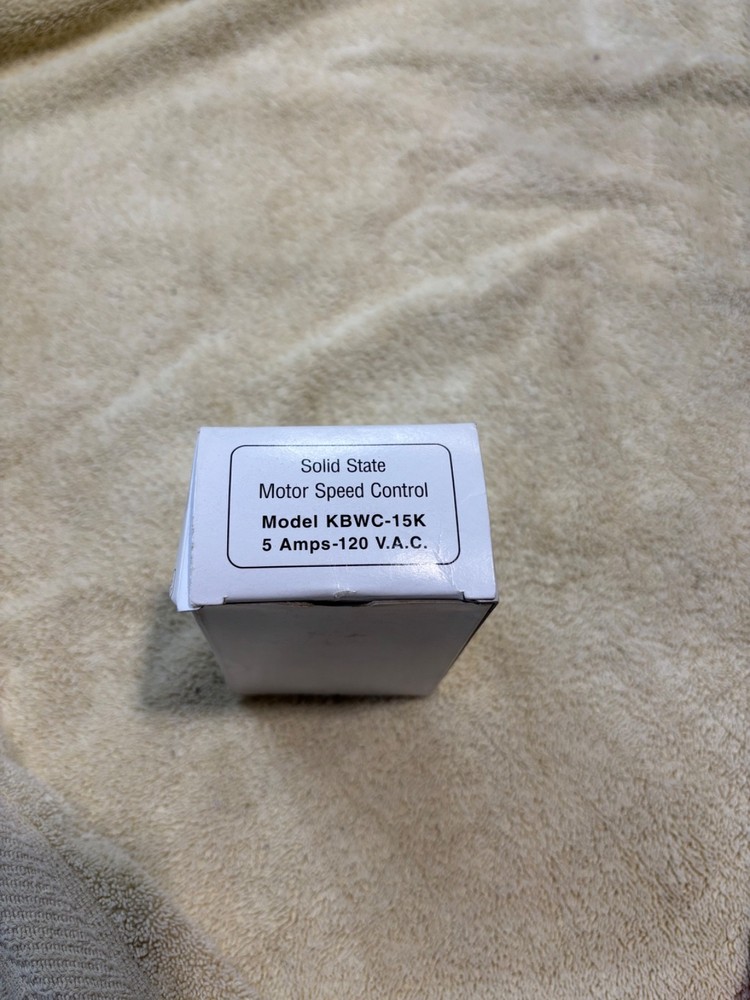 Solid State
Motor Speed Control
Model KBWC-15K
5 Amps-120 V.A.C.